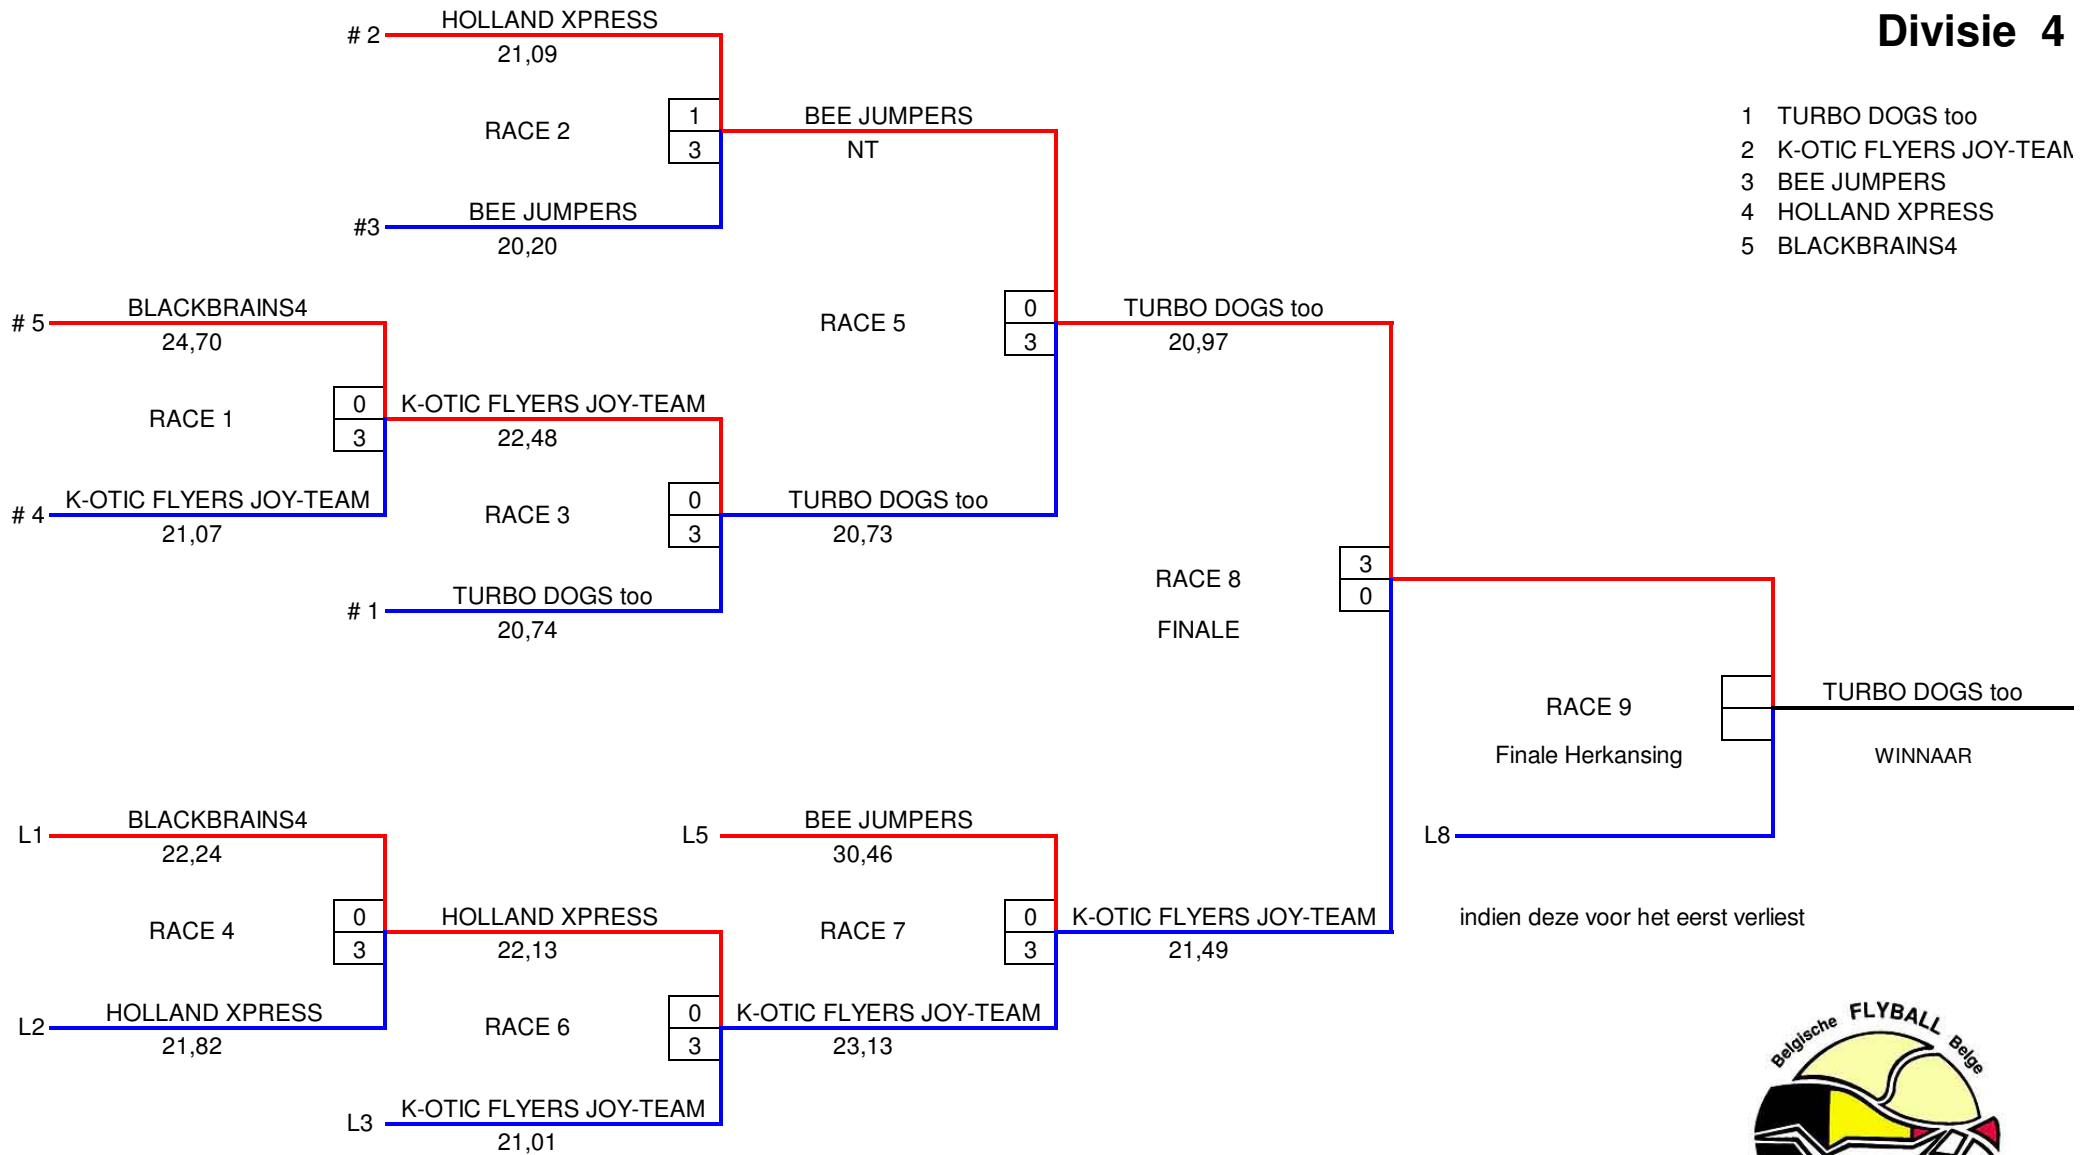 Divisie 4
1 TURBO DOGS too
2 K-OTIC FLYERS JOY-TEAM
3 BEE JUMPERS
4 HOLLAND XPRESS
5 BLACKBRAINS4
# 2 HOLLAND XPRESS
21,09
RACE 2
1
3
#3 BEE JUMPERS
20,20
BEE JUMPERS
NT
# 5 BLACKBRAINS4
24,70
RACE 1
0
3
# 4 K-OTIC FLYERS JOY-TEAM
21,07
K-OTIC FLYERS JOY-TEAM
22,48
RACE 3
0
3
# 1 TURBO DOGS too
20,74
RACE 5
0
3
TURBO DOGS too
20,73
TURBO DOGS too
20,97
RACE 8
3
0
FINALE
RACE 9
Finale Herkansing
TURBO DOGS too
WINNAAR
L1 BLACKBRAINS4
22,24
RACE 4
0
3
L2 HOLLAND XPRESS
21,82
HOLLAND XPRESS
22,13
RACE 6
0
3
L3 K-OTIC FLYERS JOY-TEAM
21,01
L5 BEE JUMPERS
30,46
RACE 7
0
3
K-OTIC FLYERS JOY-TEAM
23,13
K-OTIC FLYERS JOY-TEAM
21,49
L8
indien deze voor het eerst verliest
Belgische FLYBALL Belge